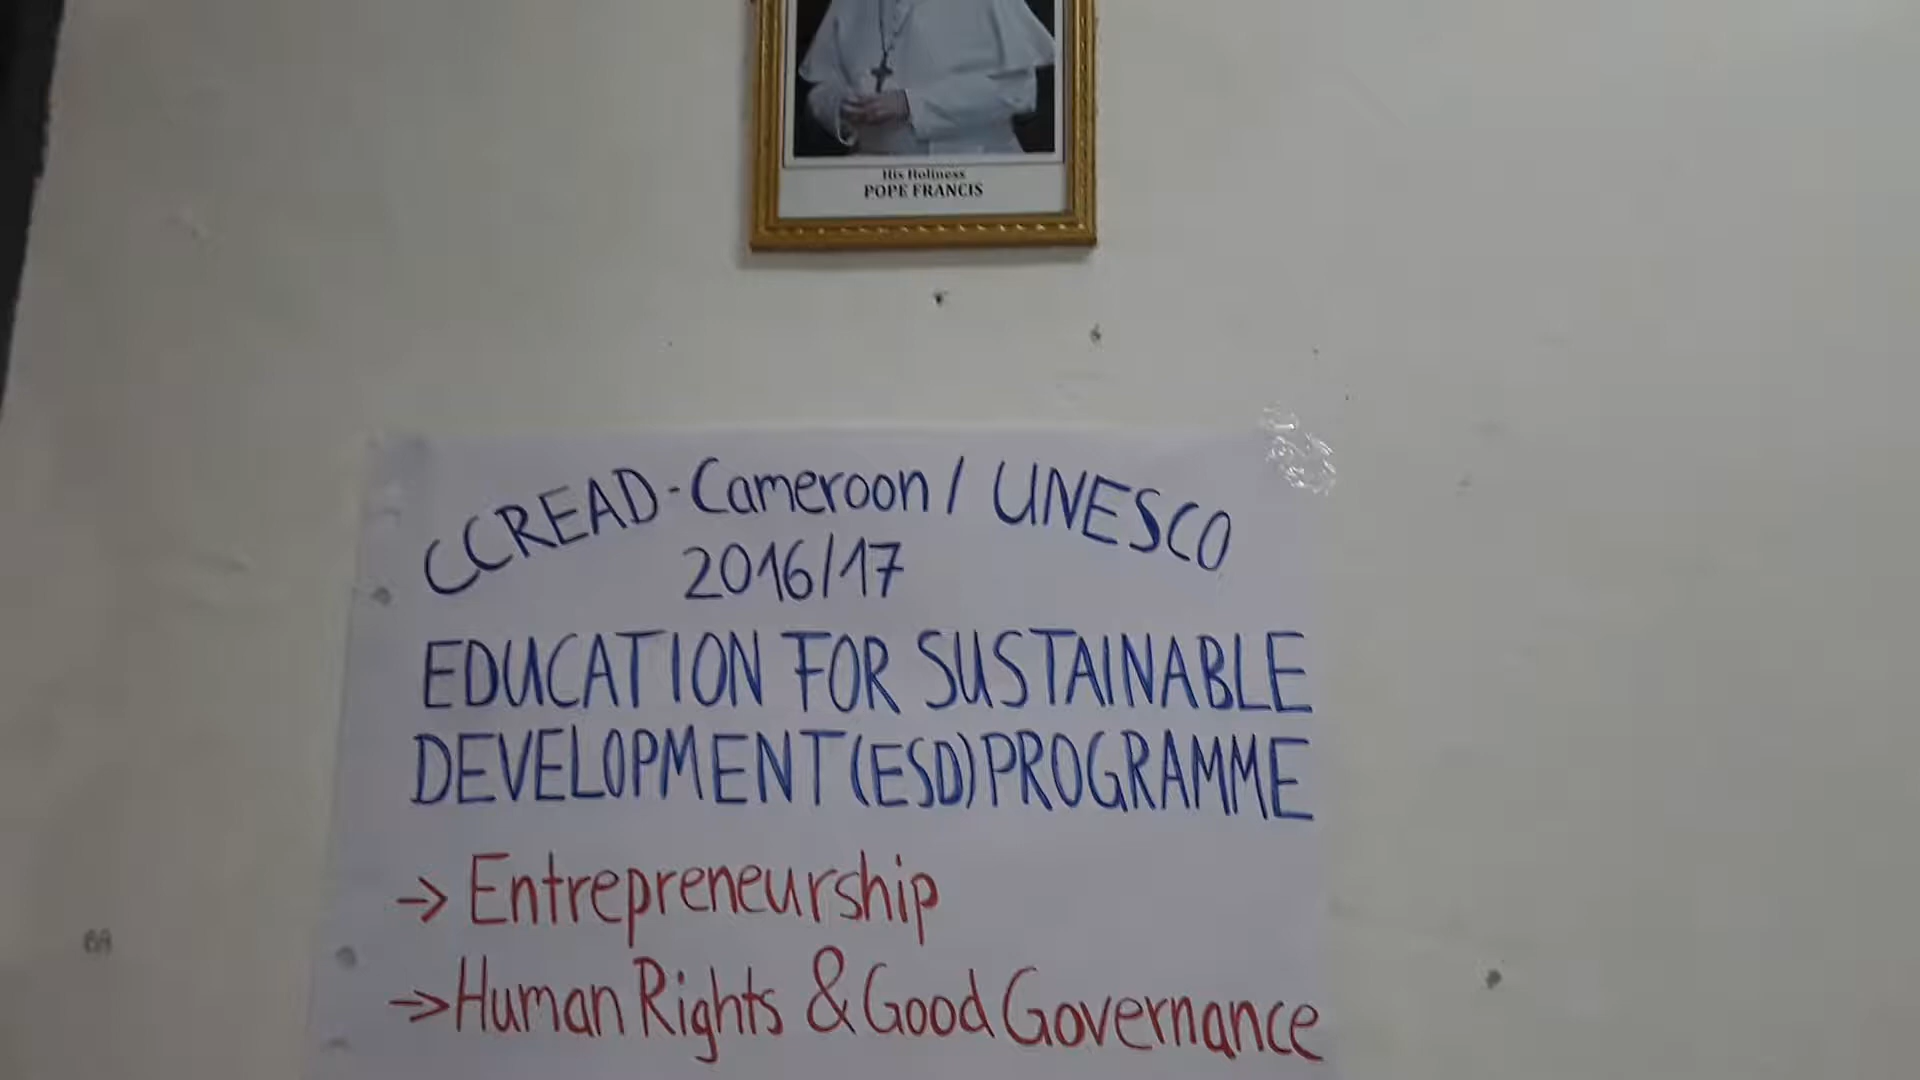 His Holiness
POPE FRANCIS
CCREAD-Cameroon / UNESCO
2016/17
EDUCATION FOR SUSTAINABLE
DEVELOPMENT (ESD) PROGRAMME
→ Entrepreneurship
→ Human Rights & Good Governance